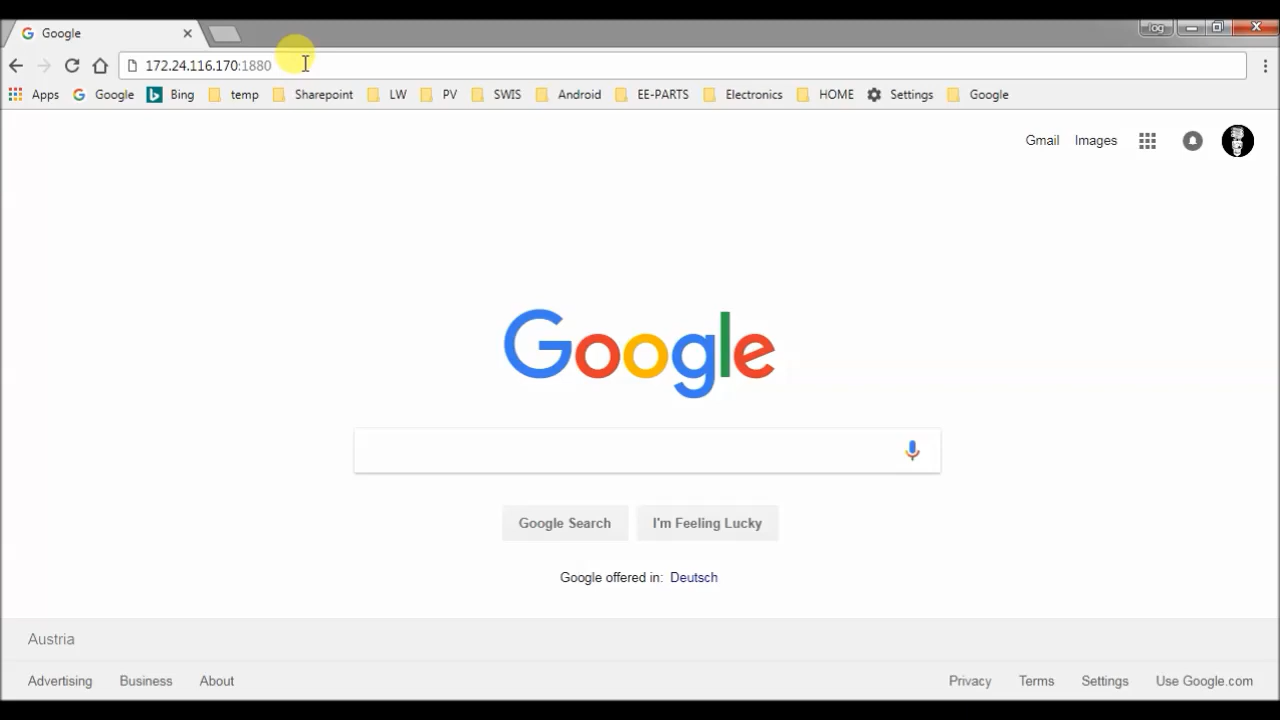 Google
log
172.24.116.170:1880
Apps Google Bing temp Sharepoint LW PV SWIS Android EE-PARTS Electronics HOME Settings Google
Gmail Images
Google
Google Search I'm Feeling Lucky
Google offered in: Deutsch
Austria
Advertising Business About Privacy Terms Settings Use Google.com